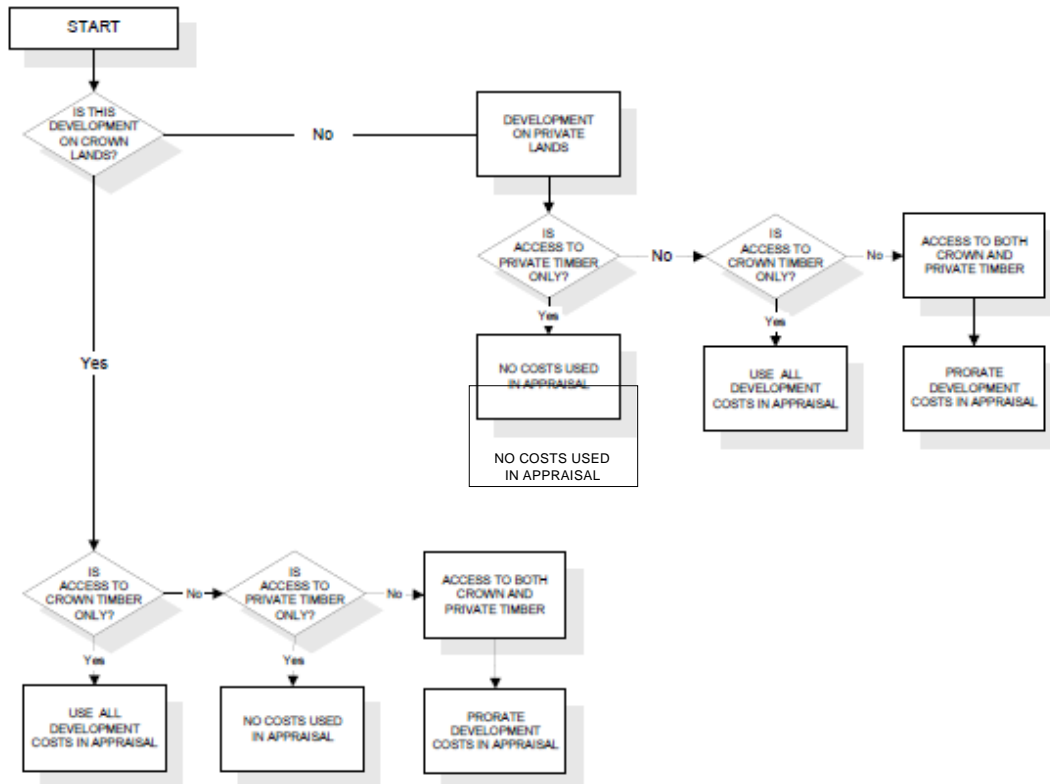 START
IS THIS
DEVELOPMENT
ON CROWN
LANDS?
No
DEVELOPMENT
ON PRIVATE
LANDS
IS
ACCESS TO
PRIVATE TIMBER
ONLY?
No
IS
ACCESS TO
CROWN TIMBER
ONLY?
No
ACCESS TO BOTH
CROWN AND
PRIVATE TIMBER
Yes
Yes
Yes
NO COSTS USED
IN APPRAISAL
USE ALL
DEVELOPMENT
COSTS IN APPRAISAL
PRORATE
DEVELOPMENT
COSTS IN APPRAISAL
NO COSTS USED
IN APPRAISAL
IS
ACCESS TO
CROWN TIMBER
ONLY?
No
IS
ACCESS TO
PRIVATE TIMBER
ONLY?
No
ACCESS TO BOTH
CROWN AND
PRIVATE TIMBER
Yes
Yes
USE ALL
DEVELOPMENT
COSTS IN APPRAISAL
NO COSTS USED
IN APPRAISAL
PRORATE
DEVELOPMENT
COSTS IN APPRAISAL